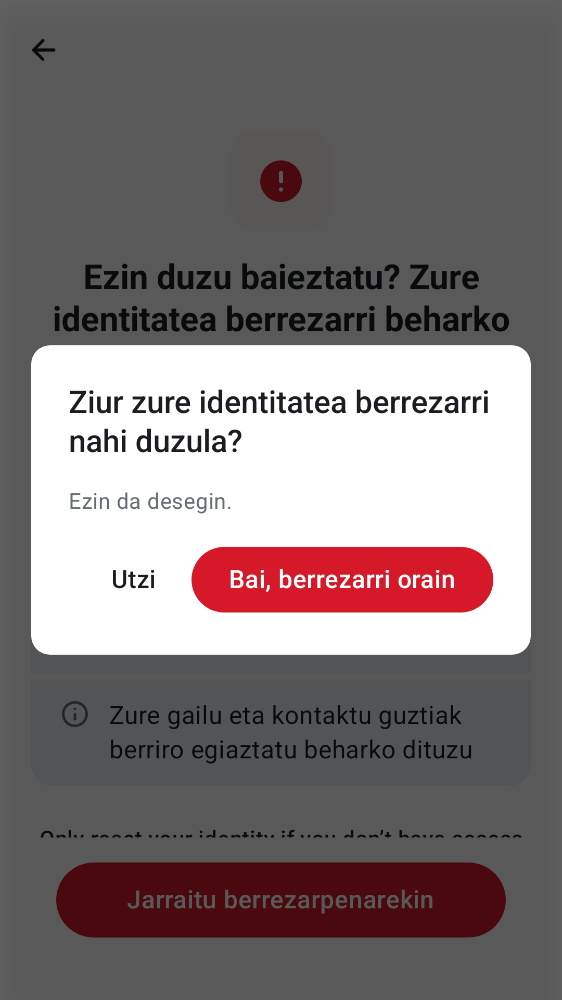 Ezin duzu baieztatu? Zure
identitatea berrezarri beharko
Ziur zure identitatea berrezarri
nahi duzula?
Ezin da desegin.
Utzi
Bai, berrezarri orain
Zure gailu eta kontaktu guztiak
berriro egiaztatu beharko dituzu
Only reset your identity if you don't have access
Jarraitu berrezarpenarekin